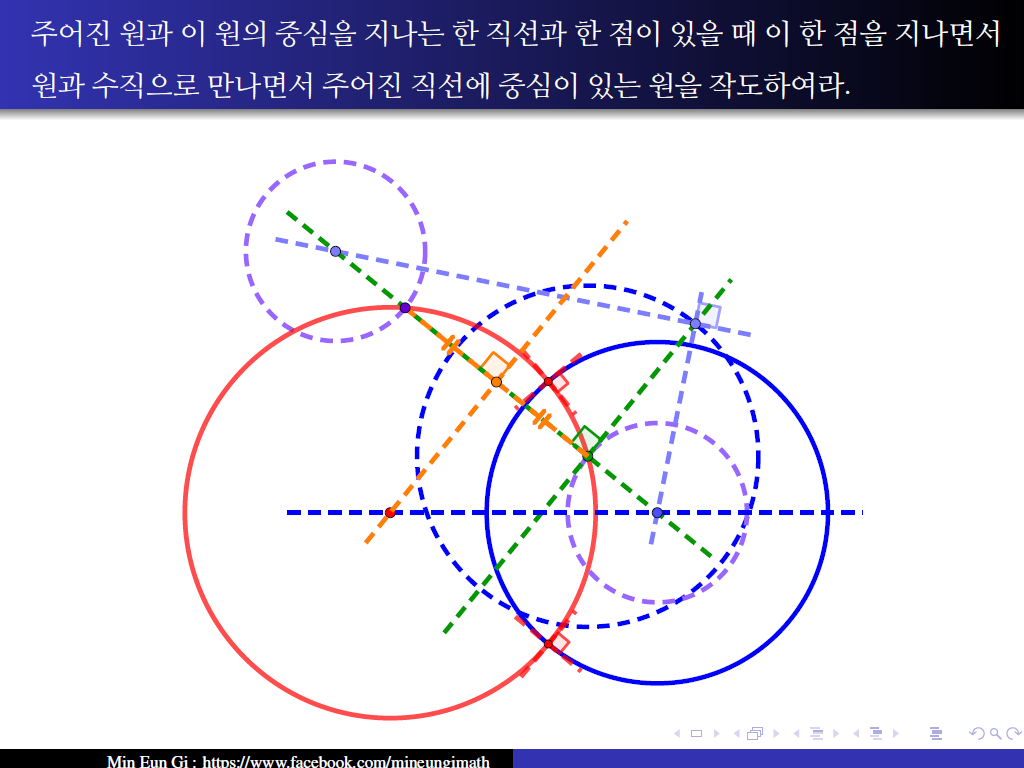 주어진 원과 이 원의 중심을 지나는 한 직선과 한 점이 있을 때 이 한 점을 지나면서
원과 수직으로 만나면서 주어진 직선에 중심이 있는 원을 작도하여라.
Min Eun Gi : https://www.facebook.com/mineungimath